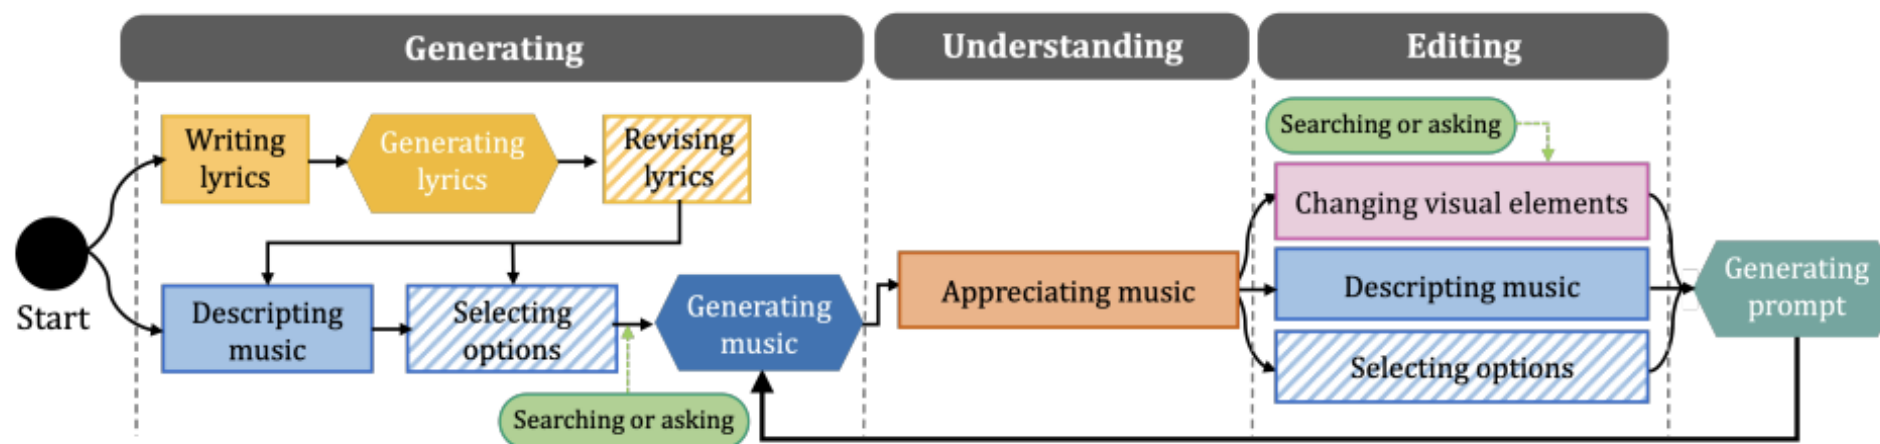 Generating
Understanding
Editing
Writing
lyrics
Generating
lyrics
Revising
lyrics
Start
Descripting
music
Selecting
options
Generating
music
Searching or asking
Appreciating music
Searching or asking
Changing visual elements
Descripting music
Selecting options
Generating
prompt